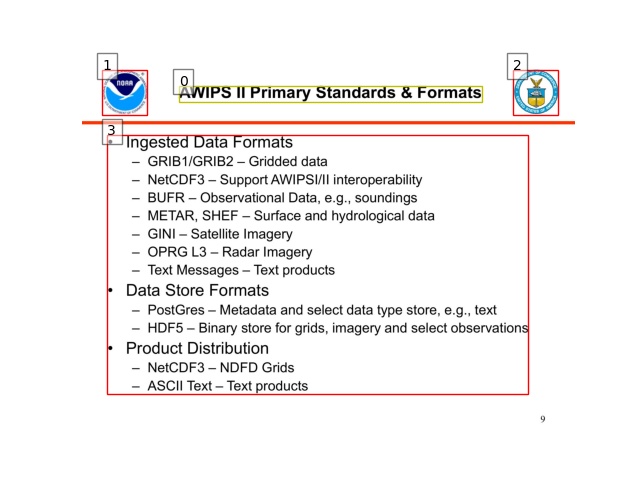 1
2
0
NOAA
AWIPS II Primary Standards & Formats
3
• Ingested Data Formats
– GRIB1/GRIB2 – Gridded data
– NetCDF3 – Support AWIPSI/II interoperability
– BUFR – Observational Data, e.g., soundings
– METAR, SHEF – Surface and hydrological data
– GINI – Satellite Imagery
– OPRG L3 – Radar Imagery
– Text Messages – Text products
• Data Store Formats
– PostGres – Metadata and select data type store, e.g., text
– HDF5 – Binary store for grids, imagery and select observations
• Product Distribution
– NetCDF3 – NDFD Grids
– ASCII Text – Text products
9